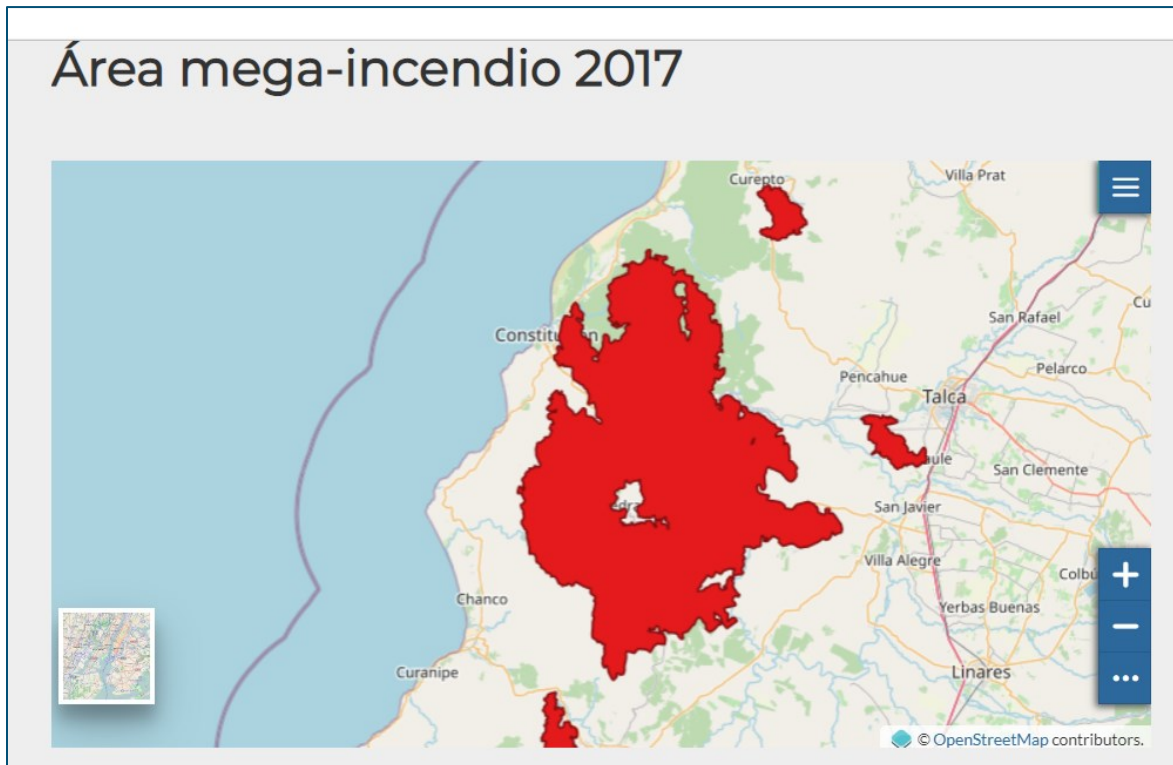 Área mega-incendio 2017
Curepto
Villa Prat
San Rafael
Pencahue
Pelarco
Talca
San Clemente
San Javier
Villa Alegre
Chanco
Yerbas Buenas
Curanipe
Linares
© OpenStreetMap contributors.